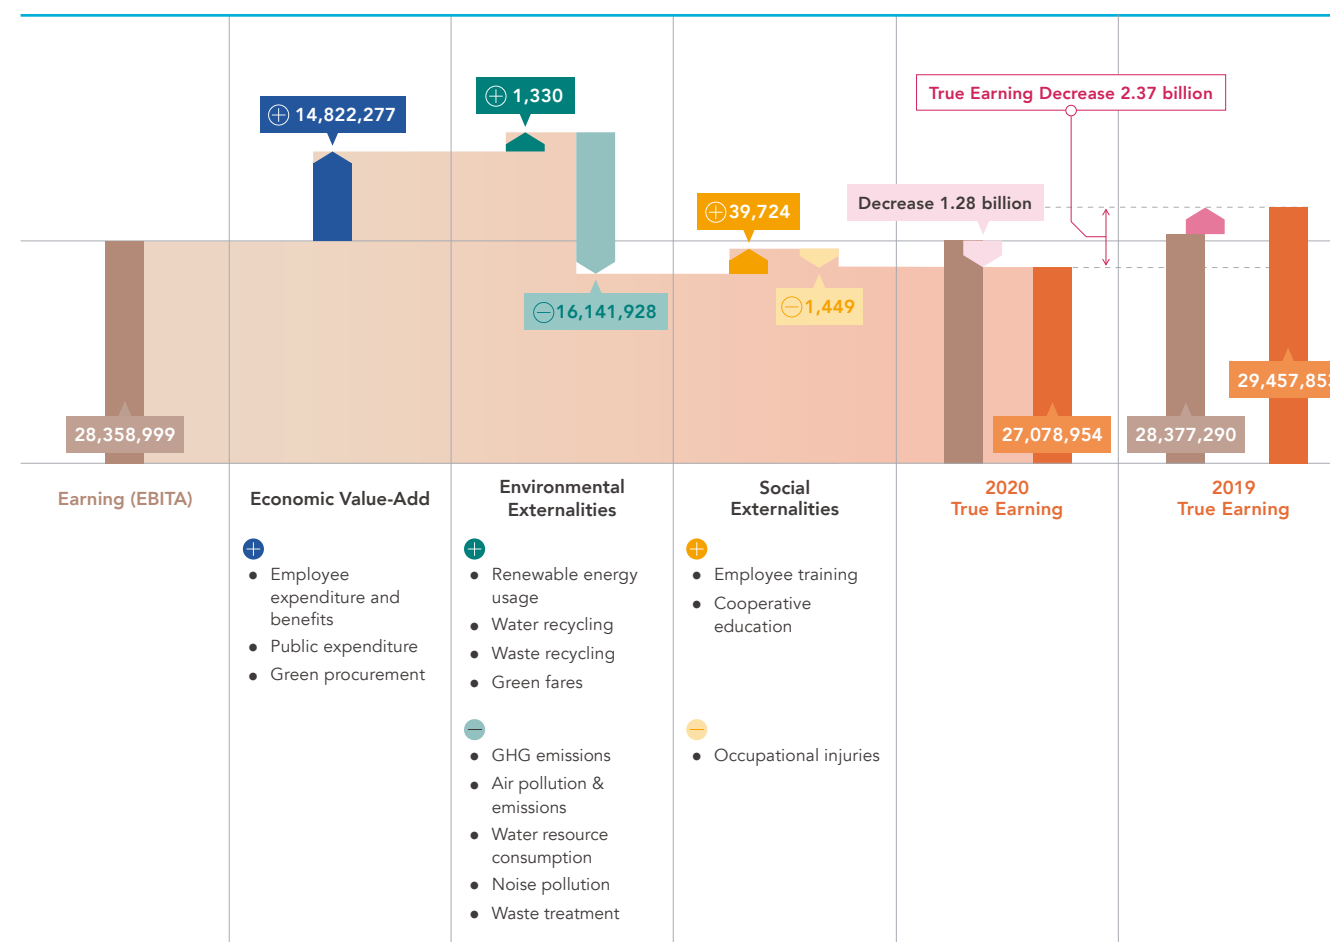 True Earning Decrease 2.37 billion
⊕ 1,330
⊕ 14,822,277
Decrease 1.28 billion
⊕39,724
⊖16,141,928
⊖1,449
29,457,853
28,358,999
27,078,954
28,377,290
Earning (EBITA)
Economic Value-Add
Environmental
Externalities
Social
Externalities
2020
True Earning
2019
True Earning
⊕
• Employee
expenditure and
benefits
• Public expenditure
• Green procurement
⊕
• Renewable energy
usage
• Water recycling
• Waste recycling
• Green fares
⊖
• GHG emissions
• Air pollution &
emissions
• Water resource
consumption
• Noise pollution
• Waste treatment
⊕
• Employee training
• Cooperative
education
⊖
• Occupational injuries